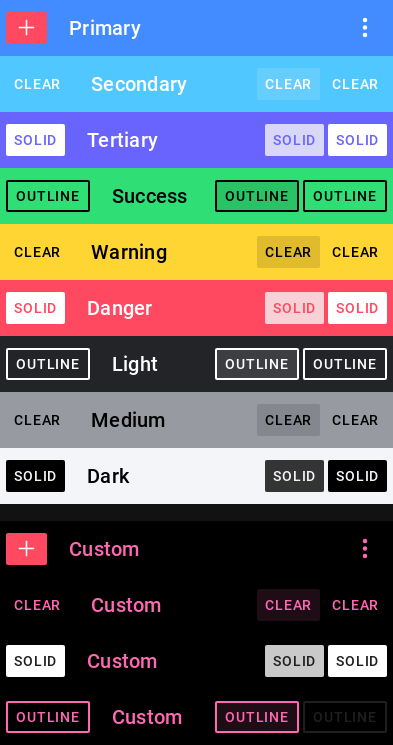 Primary
CLEAR Secondary CLEAR CLEAR
SOLID Tertiary SOLID SOLID
OUTLINE Success OUTLINE OUTLINE
CLEAR Warning CLEAR CLEAR
SOLID Danger SOLID SOLID
OUTLINE Light OUTLINE OUTLINE
CLEAR Medium CLEAR CLEAR
SOLID Dark SOLID SOLID
Custom
CLEAR Custom CLEAR CLEAR
SOLID Custom SOLID SOLID
OUTLINE Custom OUTLINE OUTLINE